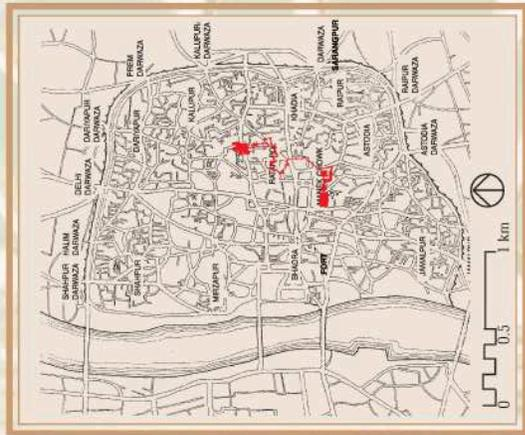 SHAHPUR
DARWAZA
HALIM
DARWAZA
DELHI
DARWAZA
DARIYAPUR
DARWAZA
PREM
DARWAZA
KALUPUR
DARWAZA
SHAHPUR
DARIYAPUR
KALUPUR
MIRZAPUR
BHADRA
KHADIA
FORT
MANEK CHOWK
DARWAZA
SARANGPUR
RAIPUR
ASTODIA
RAIPUR
DARWAZA
JAMALPUR
ASTODIA
DARWAZA
0 0.5 1 km